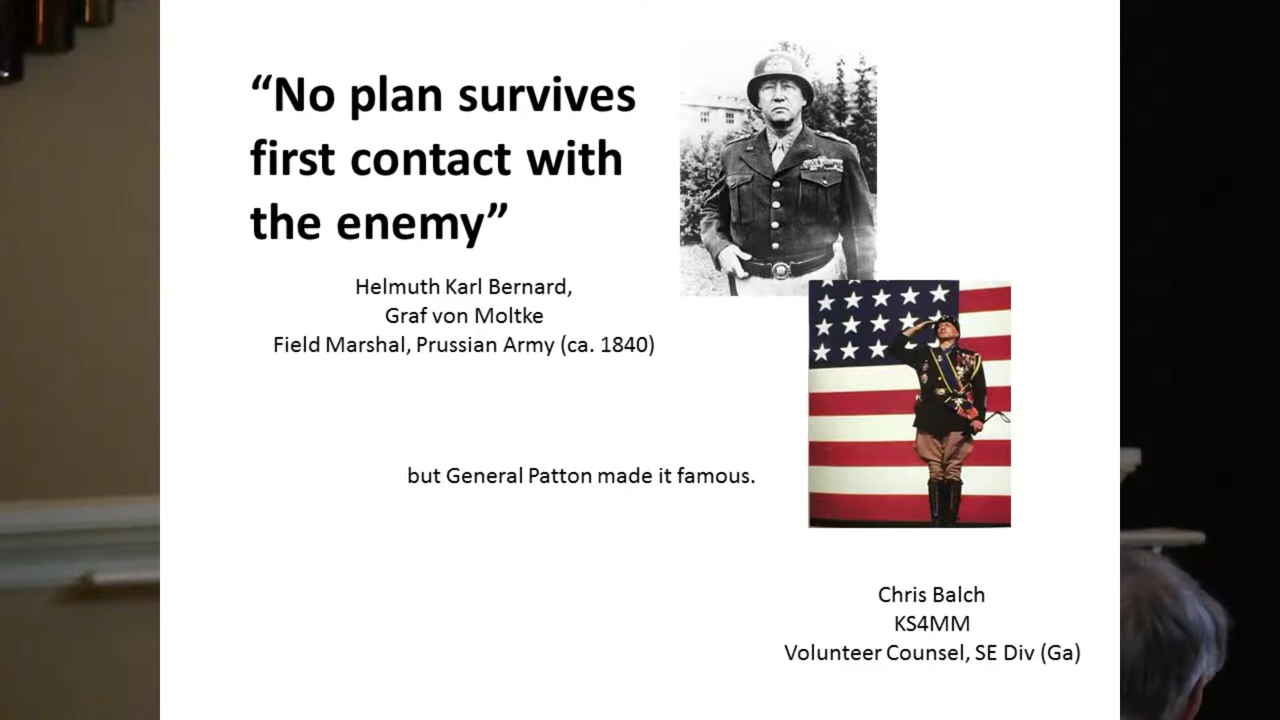 “No plan survives
first contact with
the enemy”
Helmuth Karl Bernard,
Graf von Moltke
Field Marshal, Prussian Army (ca. 1840)
but General Patton made it famous.
Chris Balch
KS4MM
Volunteer Counsel, SE Div (Ga)